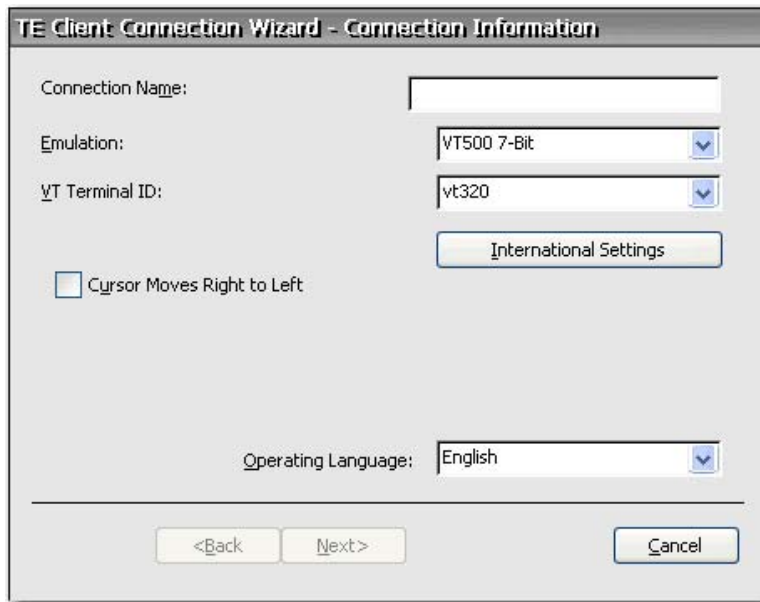 TE Client Connection Wizard - Connection Information
Connection Name:
Emulation: VT500 7-Bit
VT Terminal ID: vt320
International Settings
Cursor Moves Right to Left
Operating Language: English
<Back Next> Cancel